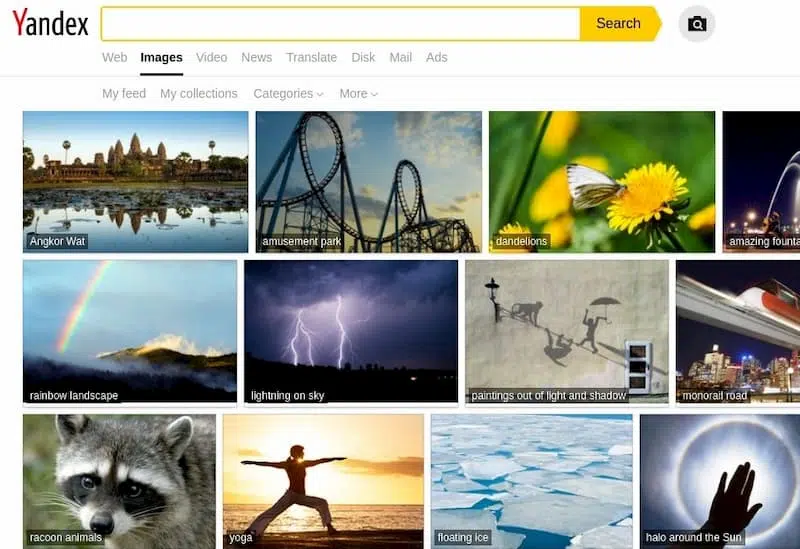 Yandex
Search
Web Images Video News Translate Disk Mail Ads
My feed My collections Categories More
Angkor Wat
amusement park
dandelions
amazing founta
rainbow landscape
lightning on sky
paintings out of light and shadow
monorail road
racoon animals
yoga
floating ice
halo around the Sun